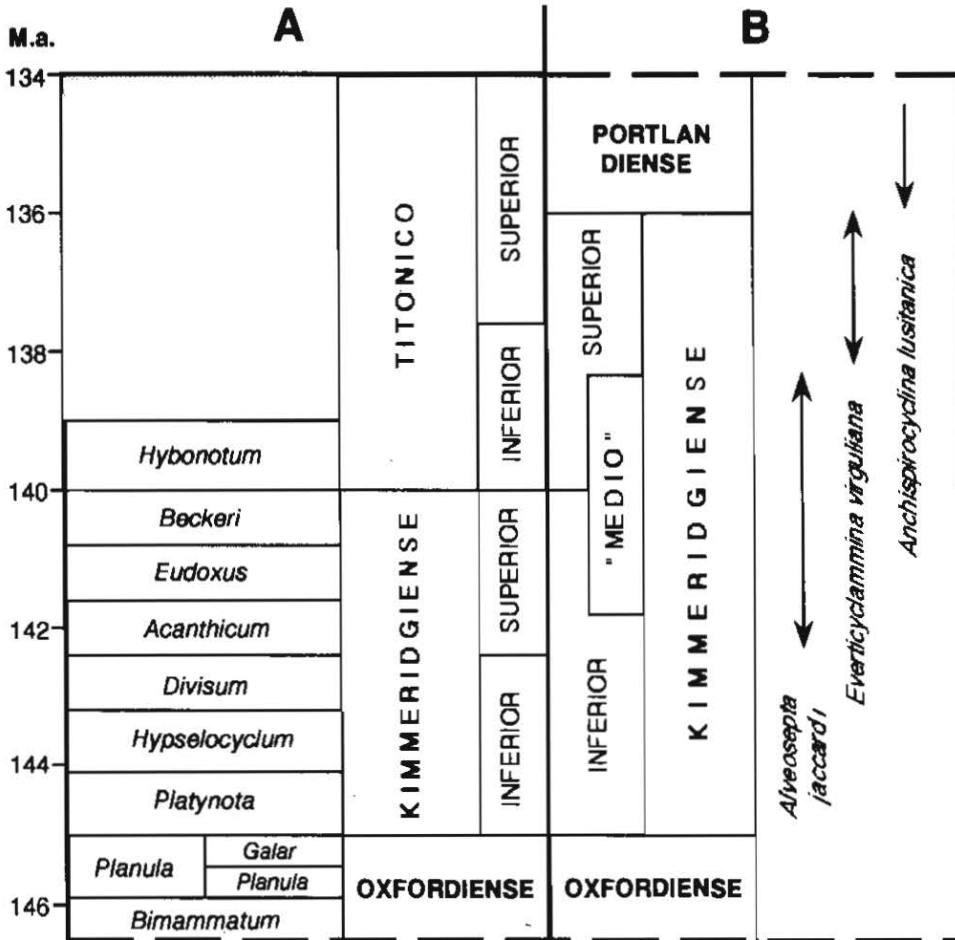 A
B
M.a.
134
136
138
140
142
144
146
Hybonotum
Beckeri
Eudoxus
Acanthicum
Divisum
Hypselocyclum
Platynota
Planula
Galar
Planula
Bimammatum
TITONICO
KIMMERIDGIENSE
OXFORDIENSE
SUPERIOR
INFERIOR
SUPERIOR
INFERIOR
PORTLAN
DIENSE
SUPERIOR
"MEDIO"
INFERIOR
KIMMERIDGIENSE
OXFORDIENSE
Alveosepta
jaccardi
Everticyclammina virguliana
Anchispirocyclina lusitanica